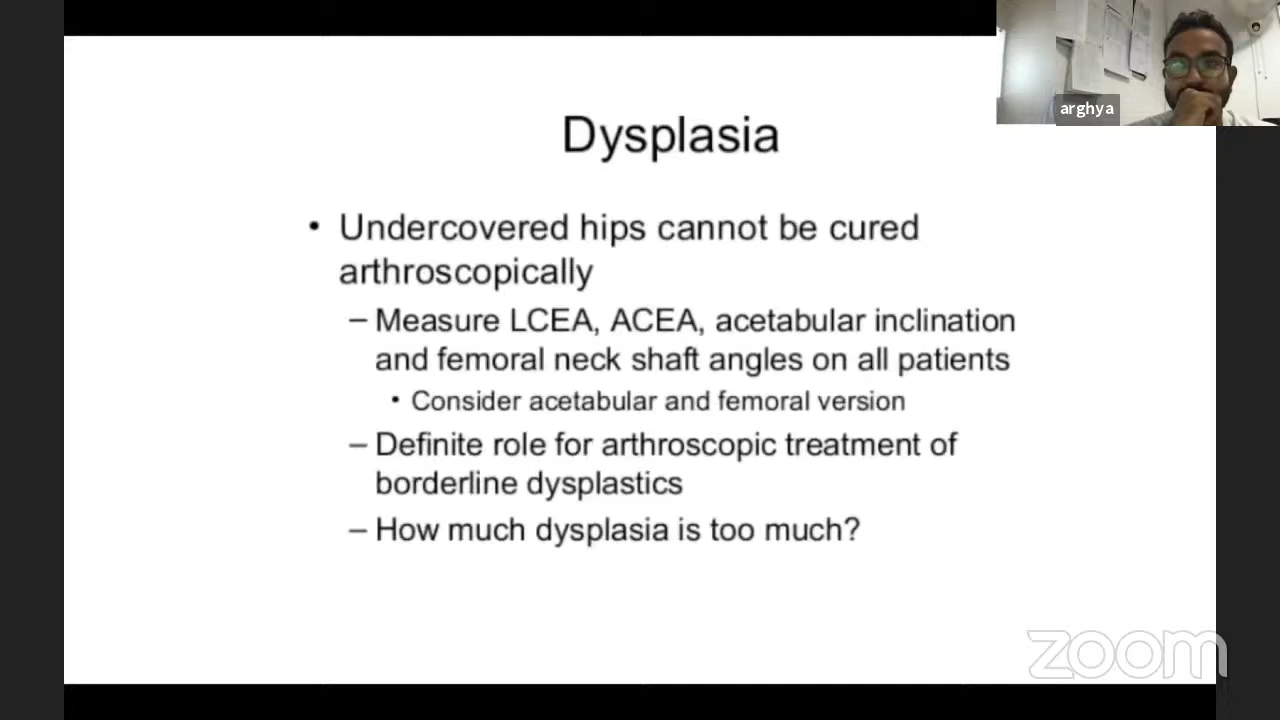 arghya
Dysplasia
• Undercovered hips cannot be cured
arthroscopically
– Measure LCEA, ACEA, acetabular inclination
and femoral neck shaft angles on all patients
• Consider acetabular and femoral version
– Definite role for arthroscopic treatment of
borderline dysplastics
– How much dysplasia is too much?
zoom